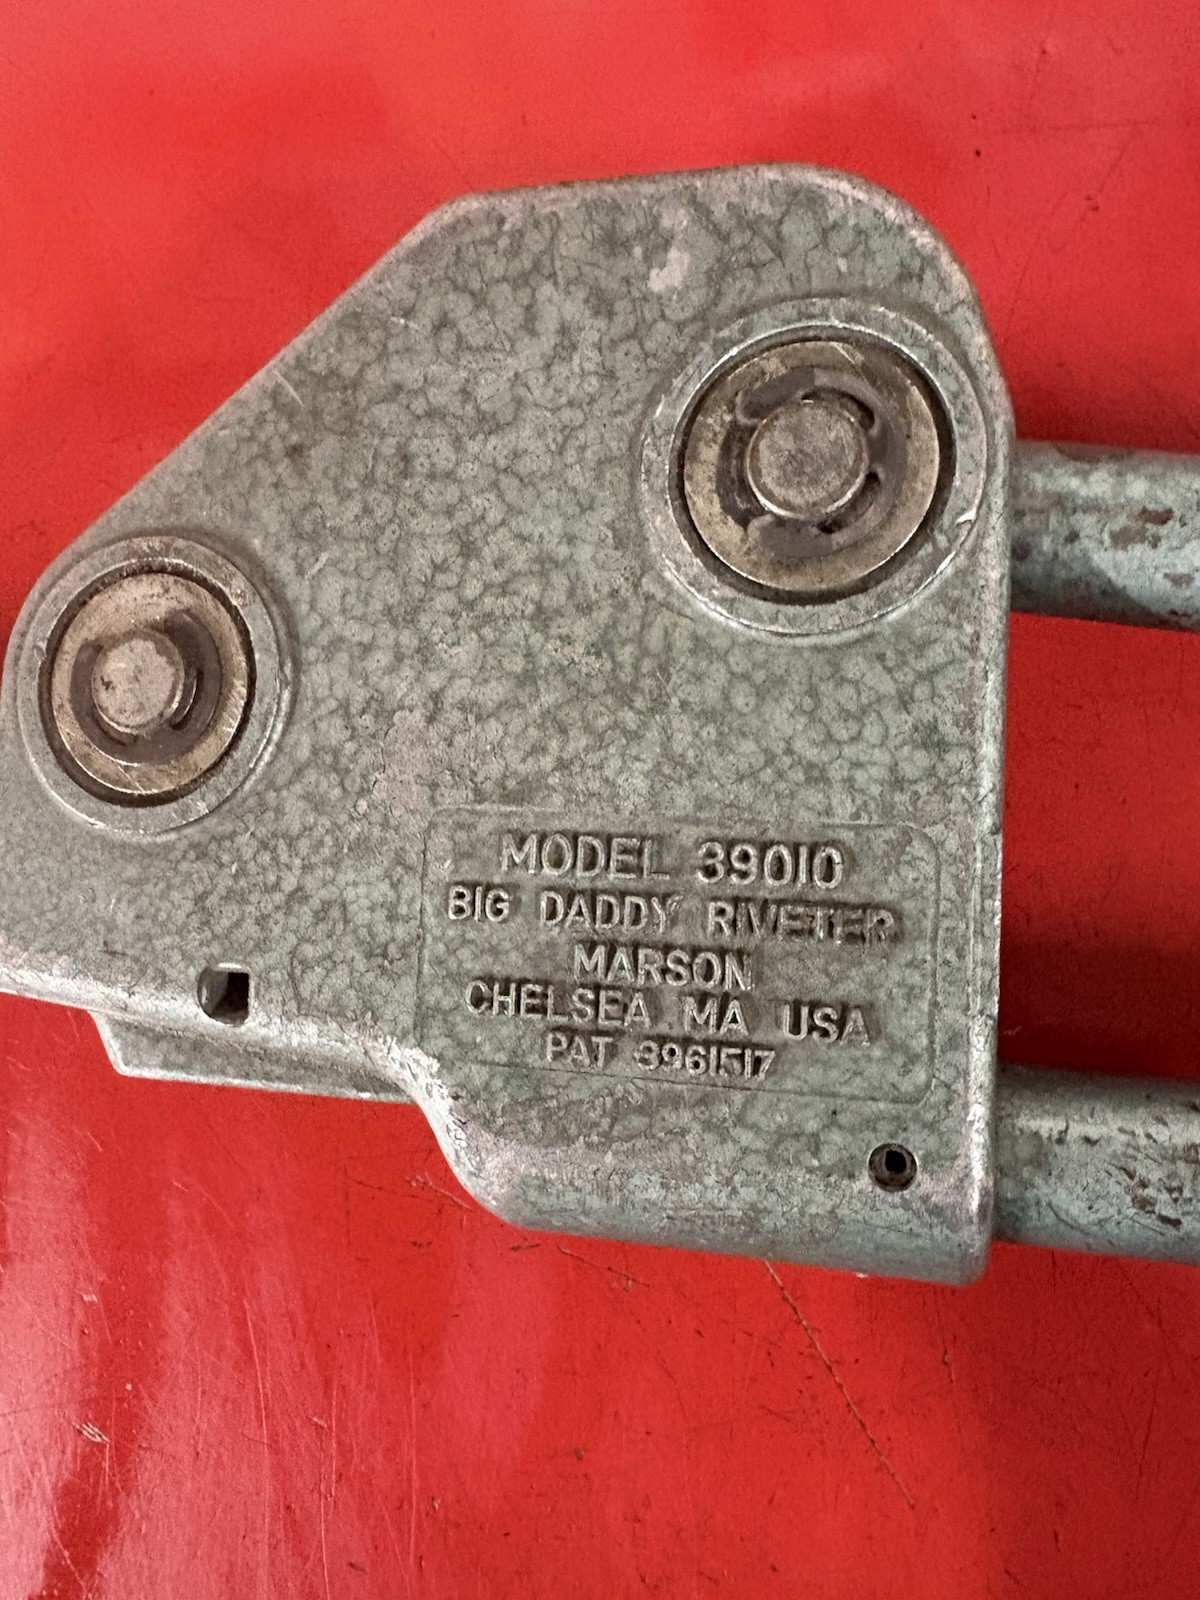 MODEL 39010
BIG DADDY RIVETER
MARSON
CHELSEA MA USA
PAT 3961517